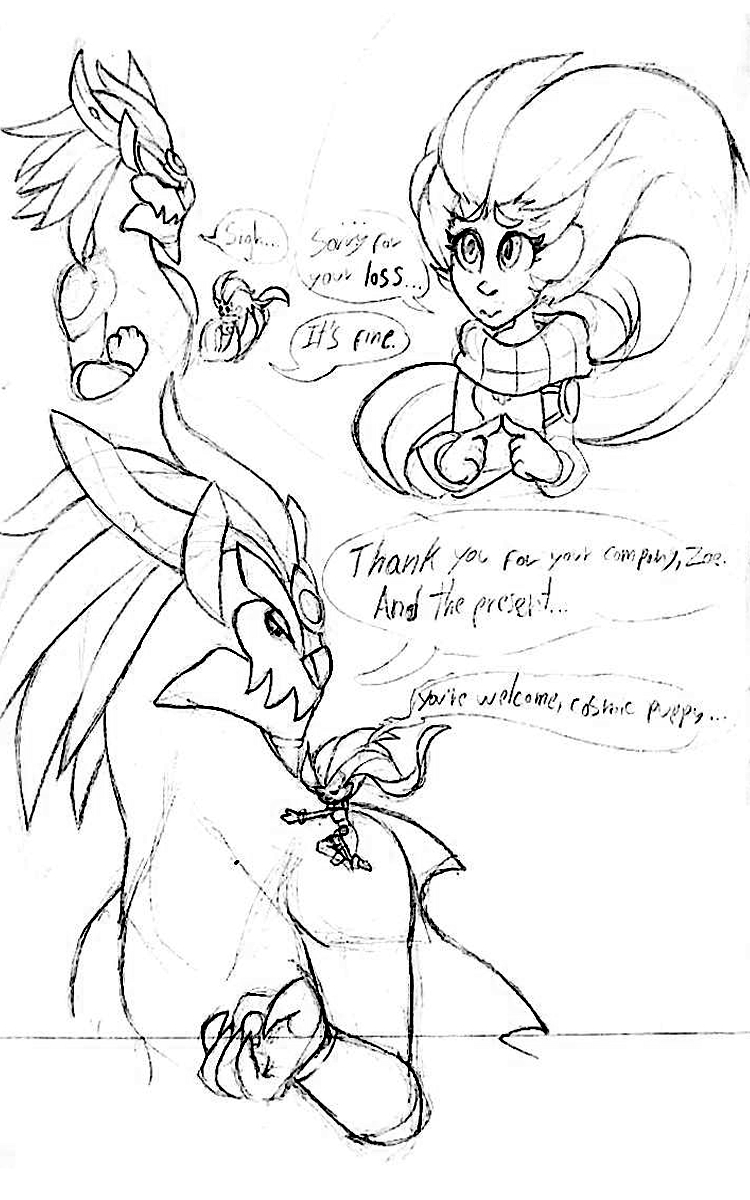 Sigh...
...
Sorry for
your loss...
It's fine.
Thank you for your company, Zoe.
And the present...
You're welcome, cosmic puppy...